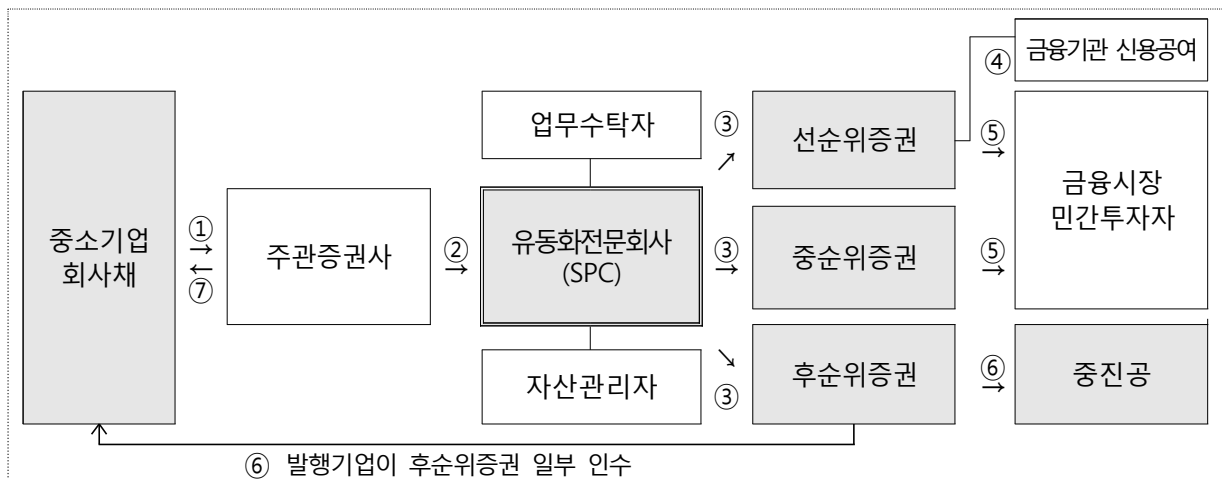 ④ 금융기관 신용공여
업무수탁자
③
↗
선순위증권
⑤
→
금융시장
민간투자자
중소기업
회사채
①
→
←
⑦
주관증권사
②
→
유동화전문회사
(SPC)
③
→
중순위증권
⑤
→
자산관리자
↘
③
후순위증권
⑥
→
중진공
⑥ 발행기업이 후순위증권 일부 인수